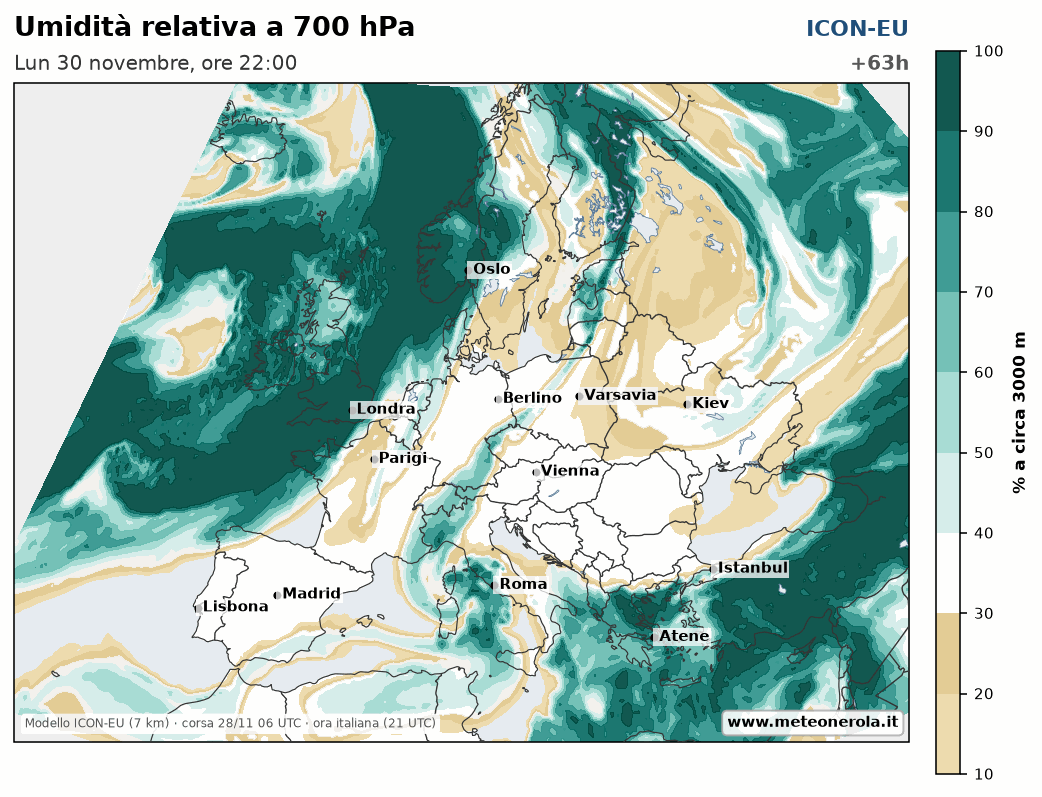 Umidità relativa a 700 hPa
ICON-EU
Lun 30 novembre, ore 22:00
+63h
100
90
80
70
60
50
40
30
20
10
% a circa 3000 m
Oslo
Londra
Berlino
Varsavia
Kiev
Parigi
Vienna
Istanbul
Roma
Madrid
Lisbona
Atene
Modello ICON-EU (7 km) · corsa 28/11 06 UTC · ora italiana (21 UTC)
www.meteonerola.it